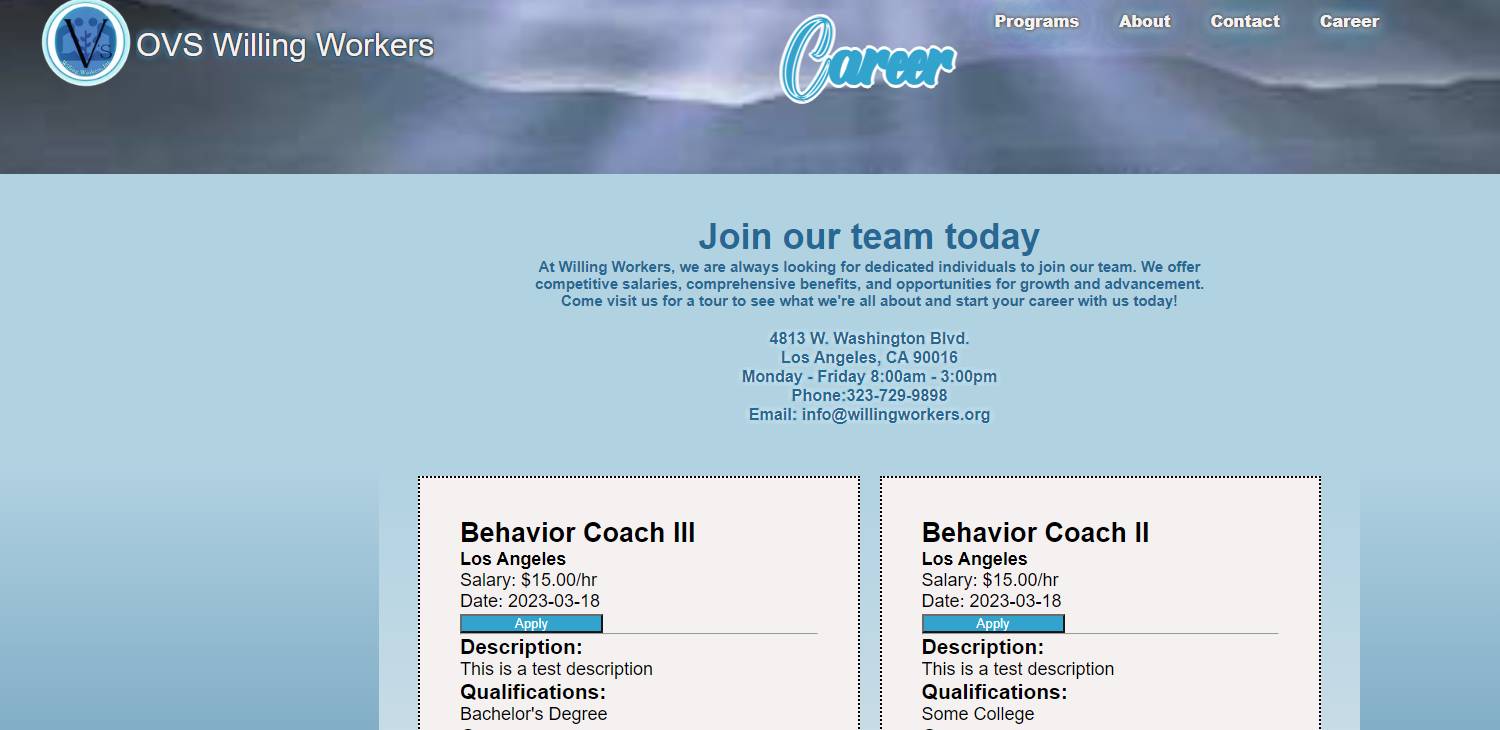 VS
OVS Willing Workers
Career
Programs
About
Contact
Career
Join our team today
At Willing Workers, we are always looking for dedicated individuals to join our team. We offer
competitive salaries, comprehensive benefits, and opportunities for growth and advancement.
Come visit us for a tour to see what we're all about and start your career with us today!
4813 W. Washington Blvd.
Los Angeles, CA 90016
Monday - Friday 8:00am - 3:00pm
Phone:323-729-9898
Email: info@willingworkers.org
Behavior Coach III
Los Angeles
Salary: $15.00/hr
Date: 2023-03-18
Apply
Description:
This is a test description
Qualifications:
Bachelor's Degree
Behavior Coach II
Los Angeles
Salary: $15.00/hr
Date: 2023-03-18
Apply
Description:
This is a test description
Qualifications:
Some College